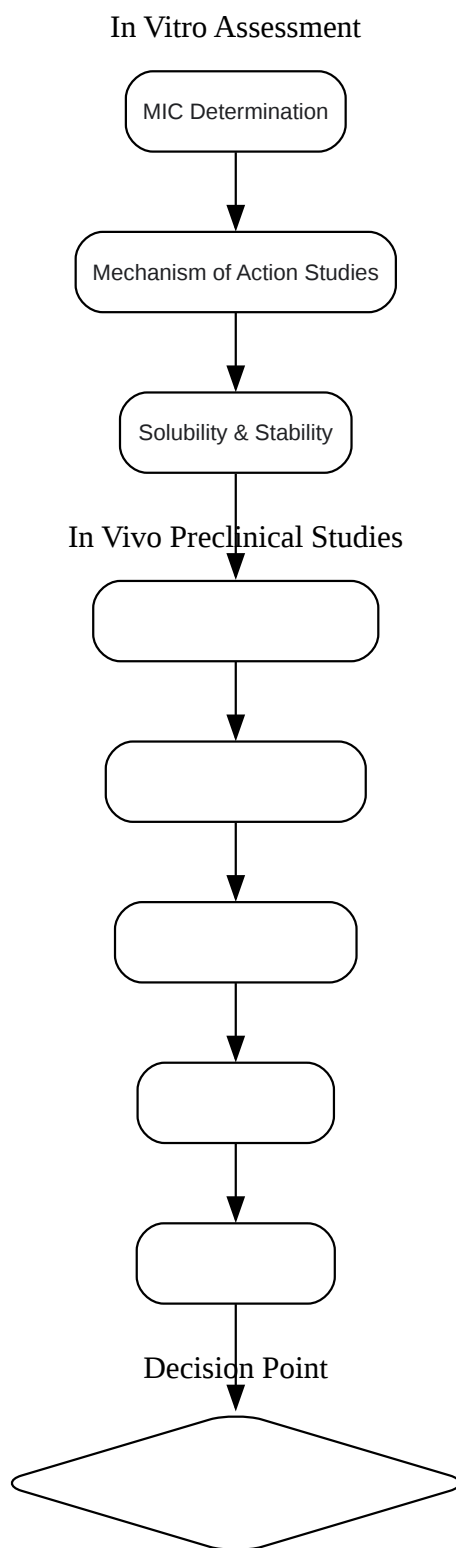 In Vitro Assessment
MIC Determination
Mechanism of Action Studies
Solubility & Stability
In Vivo Preclinical Studies
Decision Point